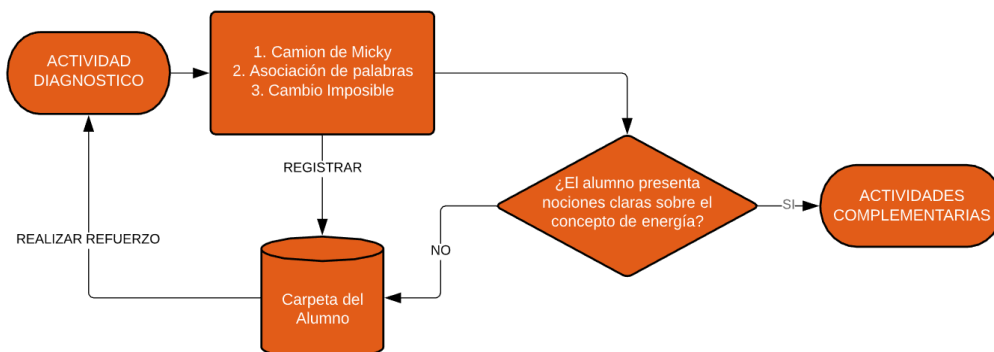 ACTIVIDAD
DIAGNOSTICO
1. Camion de Micky
2. Asociación de palabras
3. Cambio Imposible
REGISTRAR
¿El alumno presenta
nociones claras sobre el
concepto de energía?
SI
ACTIVIDADES
COMPLEMENTARIAS
REALIZAR REFUERZO
NO
Carpeta del
Alumno